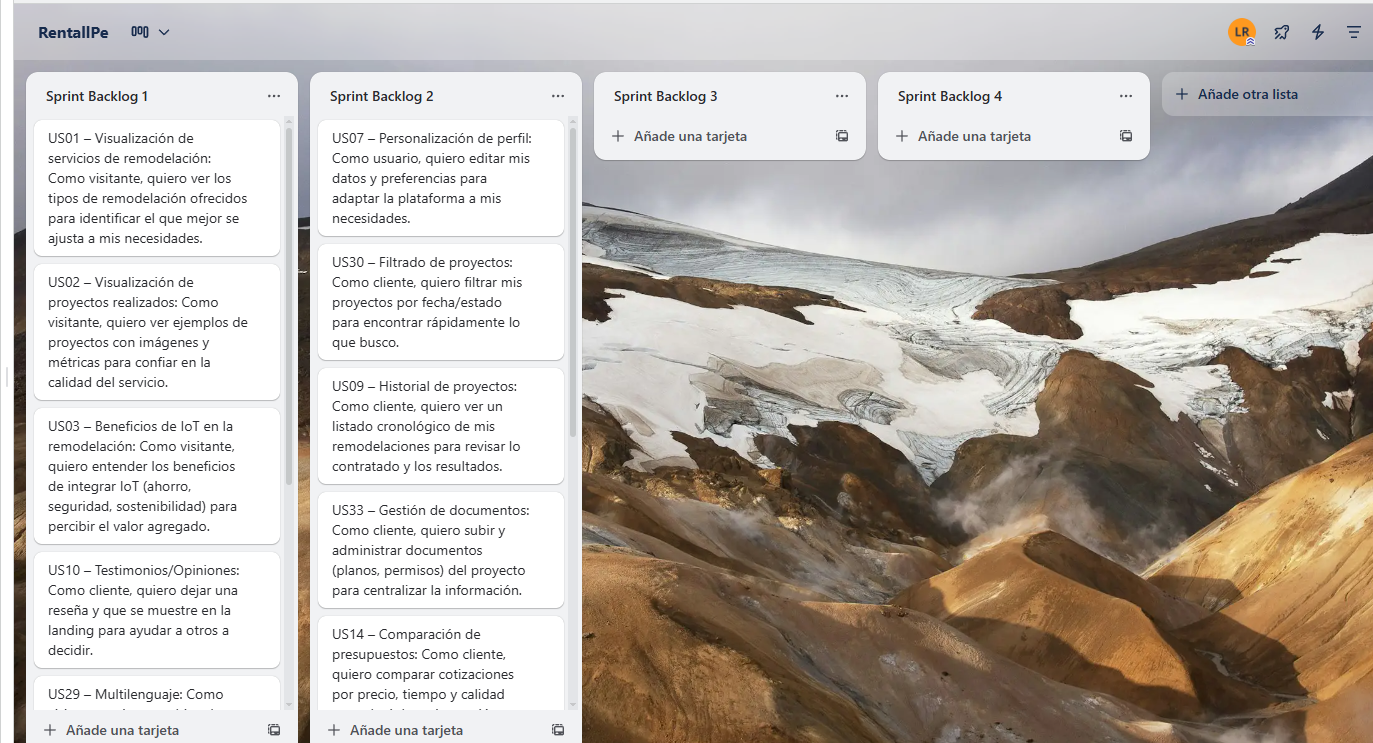 RentallPe
LR
Sprint Backlog 1
US01 – Visualización de
servicios de remodelación:
Como visitante, quiero ver los
tipos de remodelación ofrecidos
para identificar el que mejor se
ajusta a mis necesidades.
US02 – Visualización de
proyectos realizados: Como
visitante, quiero ver ejemplos de
proyectos con imágenes y
métricas para confiar en la
calidad del servicio.
US03 – Beneficios de IoT en la
remodelación: Como visitante,
quiero entender los beneficios
de integrar IoT (ahorro,
seguridad, sostenibilidad) para
percibir el valor agregado.
US10 – Testimonios/Opiniones:
Como cliente, quiero dejar una
reseña y que se muestre en la
landing para ayudar a otros a
decidir.
US29 – Multilenguaje: Como
Añade una tarjeta
Sprint Backlog 2
US07 – Personalización de perfil:
Como usuario, quiero editar mis
datos y preferencias para
adaptar la plataforma a mis
necesidades.
US30 – Filtrado de proyectos:
Como cliente, quiero filtrar mis
proyectos por fecha/estado
para encontrar rápidamente lo
que busco.
US09 – Historial de proyectos:
Como cliente, quiero ver un
listado cronológico de mis
remodelaciones para revisar lo
contratado y los resultados.
US33 – Gestión de documentos:
Como cliente, quiero subir y
administrar documentos
(planos, permisos) del proyecto
para centralizar la información.
US14 – Comparación de
presupuestos: Como cliente,
quiero comparar cotizaciones
por precio, tiempo y calidad
Añade una tarjeta
Sprint Backlog 3
Añade una tarjeta
Sprint Backlog 4
Añade una tarjeta
Añade otra lista